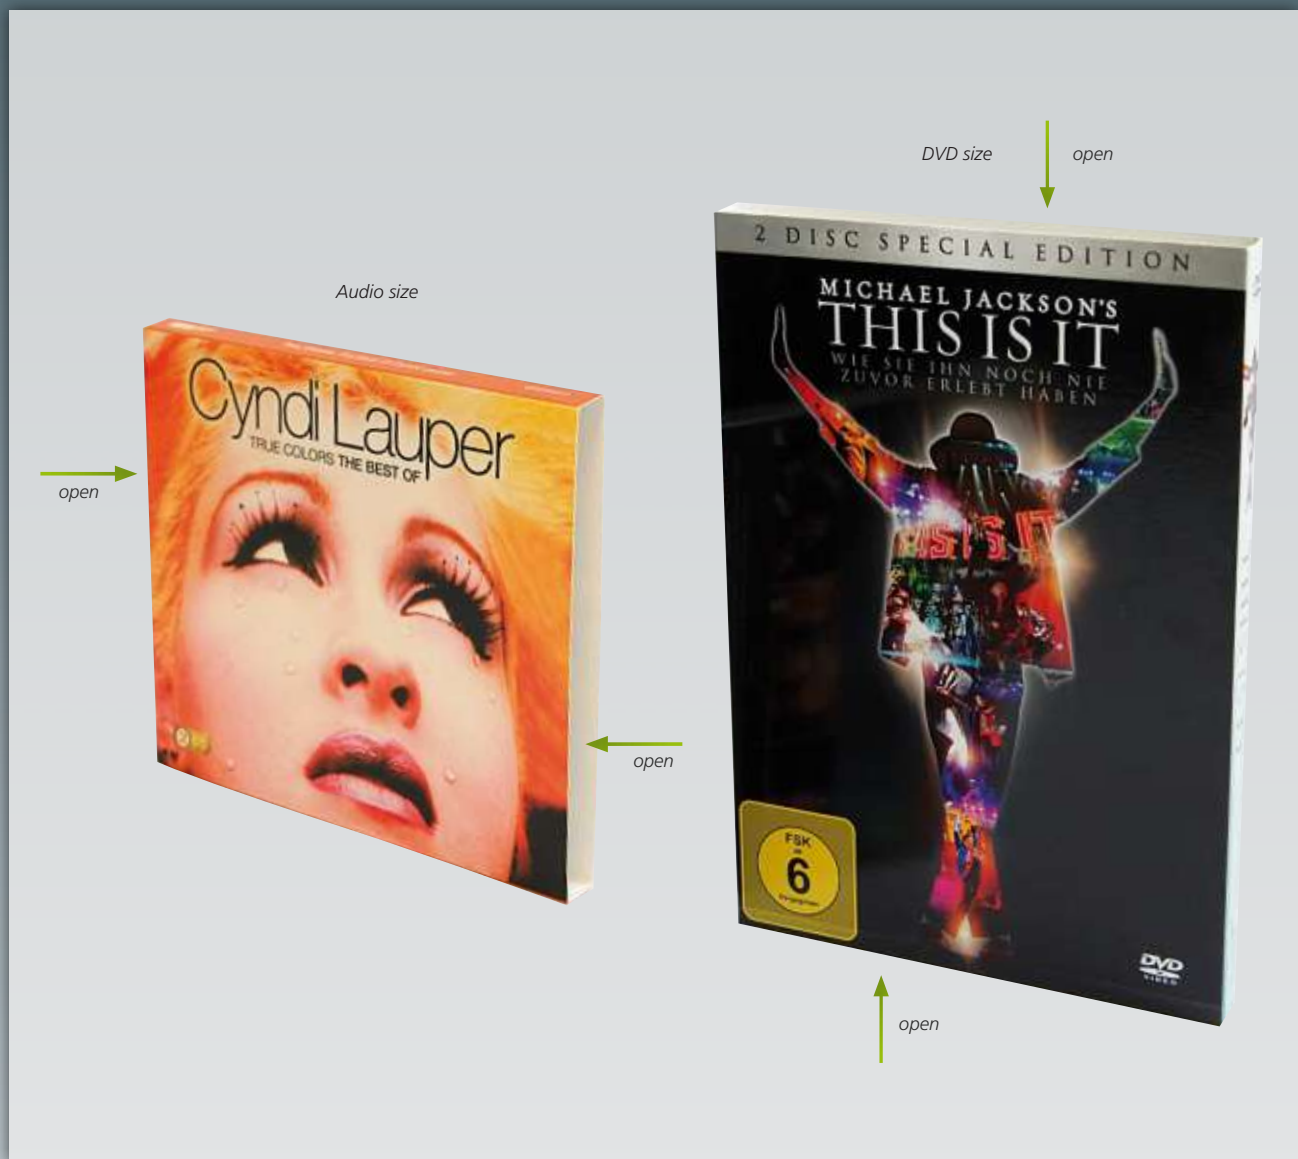 DVD size
open
Audio size
open
open
open
Cyndi Lauper
TRUE COLORS THE BEST OF
2 DISC SPECIAL EDITION
MICHAEL JACKSON'S
THIS IS IT
WIE SIE IHN NOCH NIE
ZUVOR ERLEBT HABEN
THIS IS IT
FSK
ab
6
DVD
VIDEO